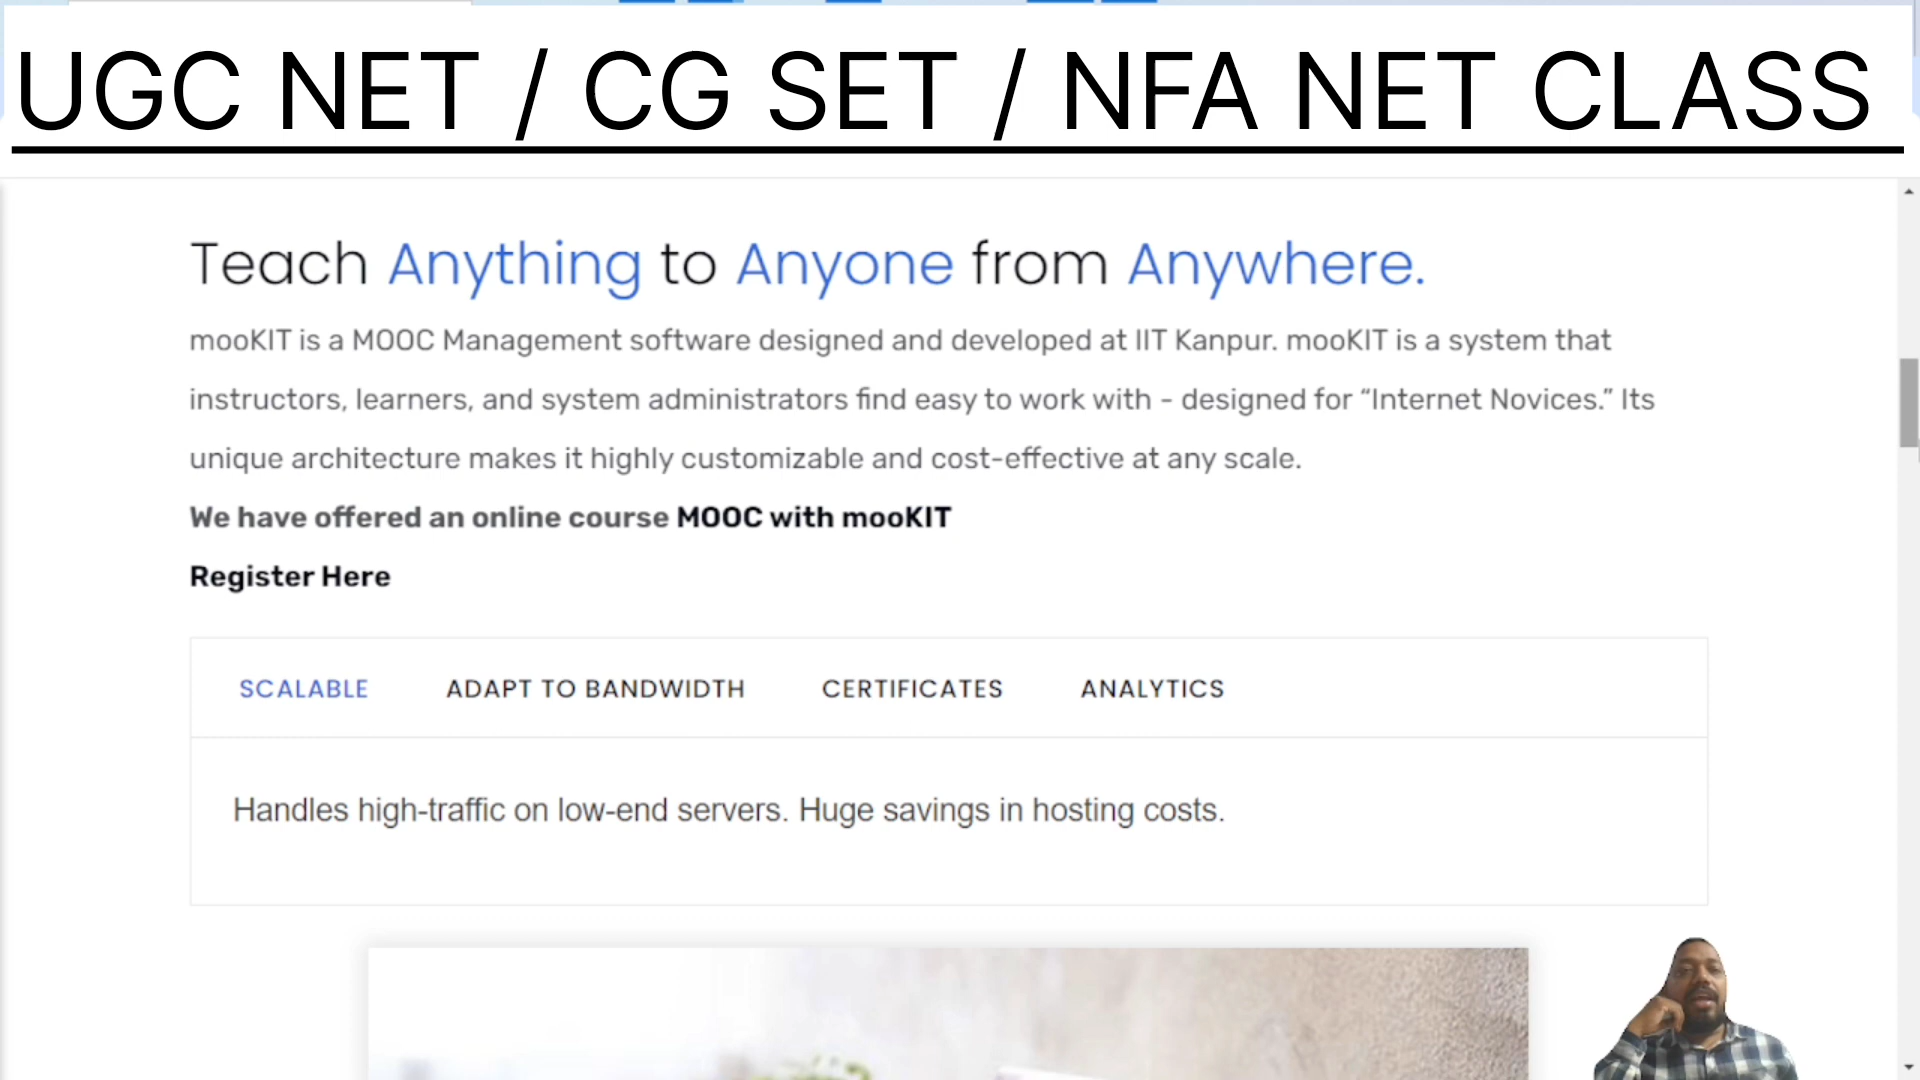 UGC NET / CG SET / NFA NET CLASS
Teach Anything to Anyone from Anywhere.
mooKIT is a MOOC Management software designed and developed at IIT Kanpur. mooKIT is a system that
instructors, learners, and system administrators find easy to work with - designed for “Internet Novices.” Its
unique architecture makes it highly customizable and cost-effective at any scale.
We have offered an online course MOOC with mooKIT
Register Here
SCALABLE ADAPT TO BANDWIDTH CERTIFICATES ANALYTICS
Handles high-traffic on low-end servers. Huge savings in hosting costs.